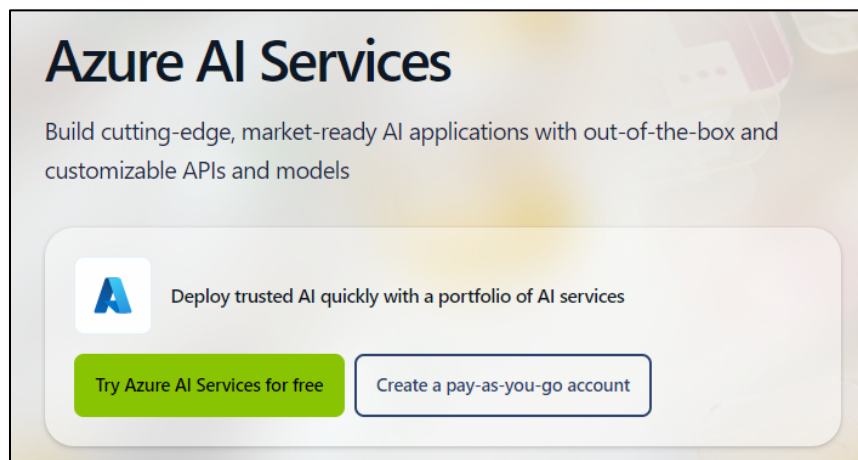 Azure AI Services
Build cutting-edge, market-ready AI applications with out-of-the-box and
customizable APIs and models
Deploy trusted AI quickly with a portfolio of AI services
Try Azure AI Services for free
Create a pay-as-you-go account